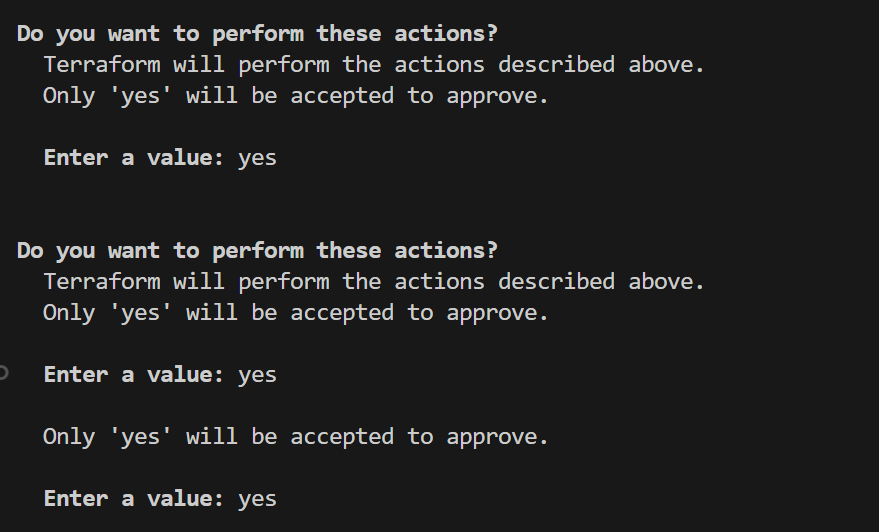 Do you want to perform these actions?
Terraform will perform the actions described above.
Only 'yes' will be accepted to approve.
Enter a value: yes
Do you want to perform these actions?
Terraform will perform the actions described above.
Only 'yes' will be accepted to approve.
Enter a value: yes
Only 'yes' will be accepted to approve.
Enter a value: yes